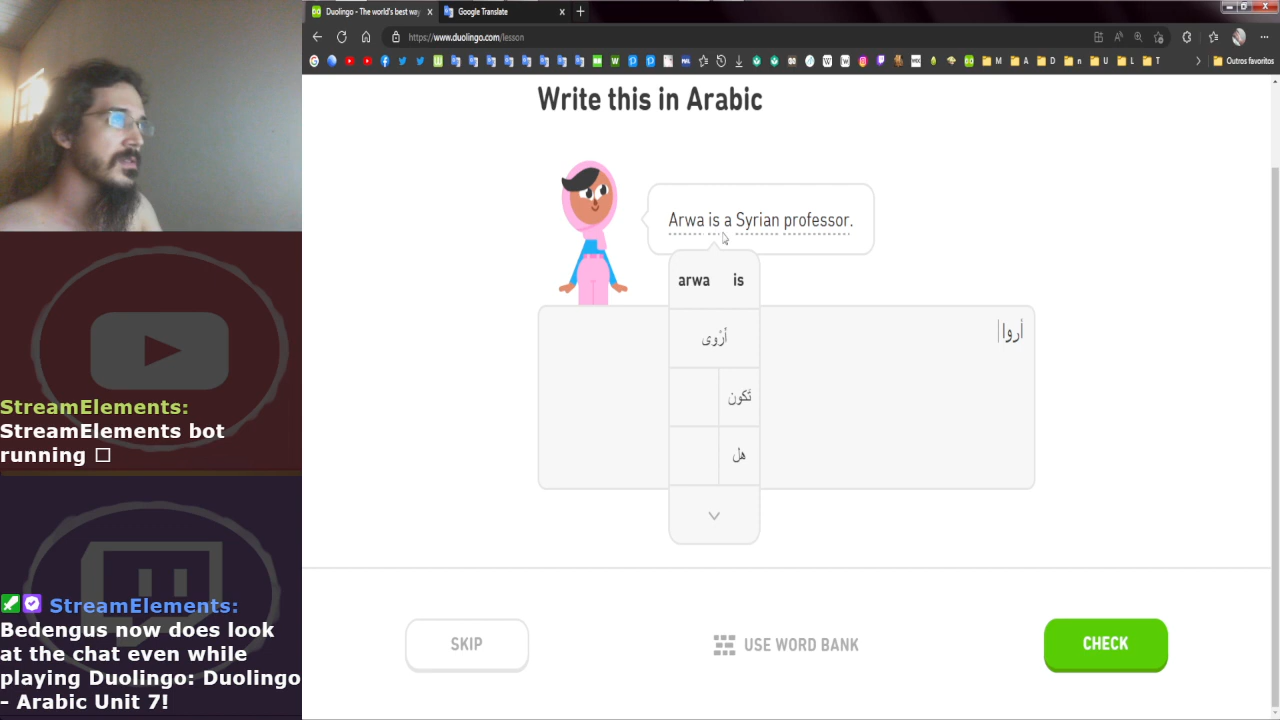 Duolingo - The world's best way
Google Translate
https://www.duolingo.com/lesson
M
A
D
n
U
L
T
Outros favoritos
Write this in Arabic
Arwa is a Syrian professor.
arwa is
أَرْوى
تَكون
هَل
أروا
SKIP
USE WORD BANK
CHECK
StreamElements:
StreamElements bot
running
StreamElements:
Bedengus now does look
at the chat even while
playing Duolingo: Duolingo
- Arabic Unit 7!